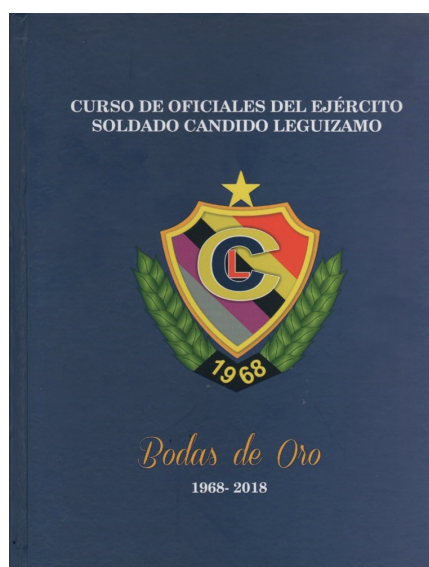 CURSO DE OFICIALES DEL EJÉRCITO
SOLDADO CANDIDO LEGUIZAMO
CL
1968
Bodas de Oro
1968- 2018